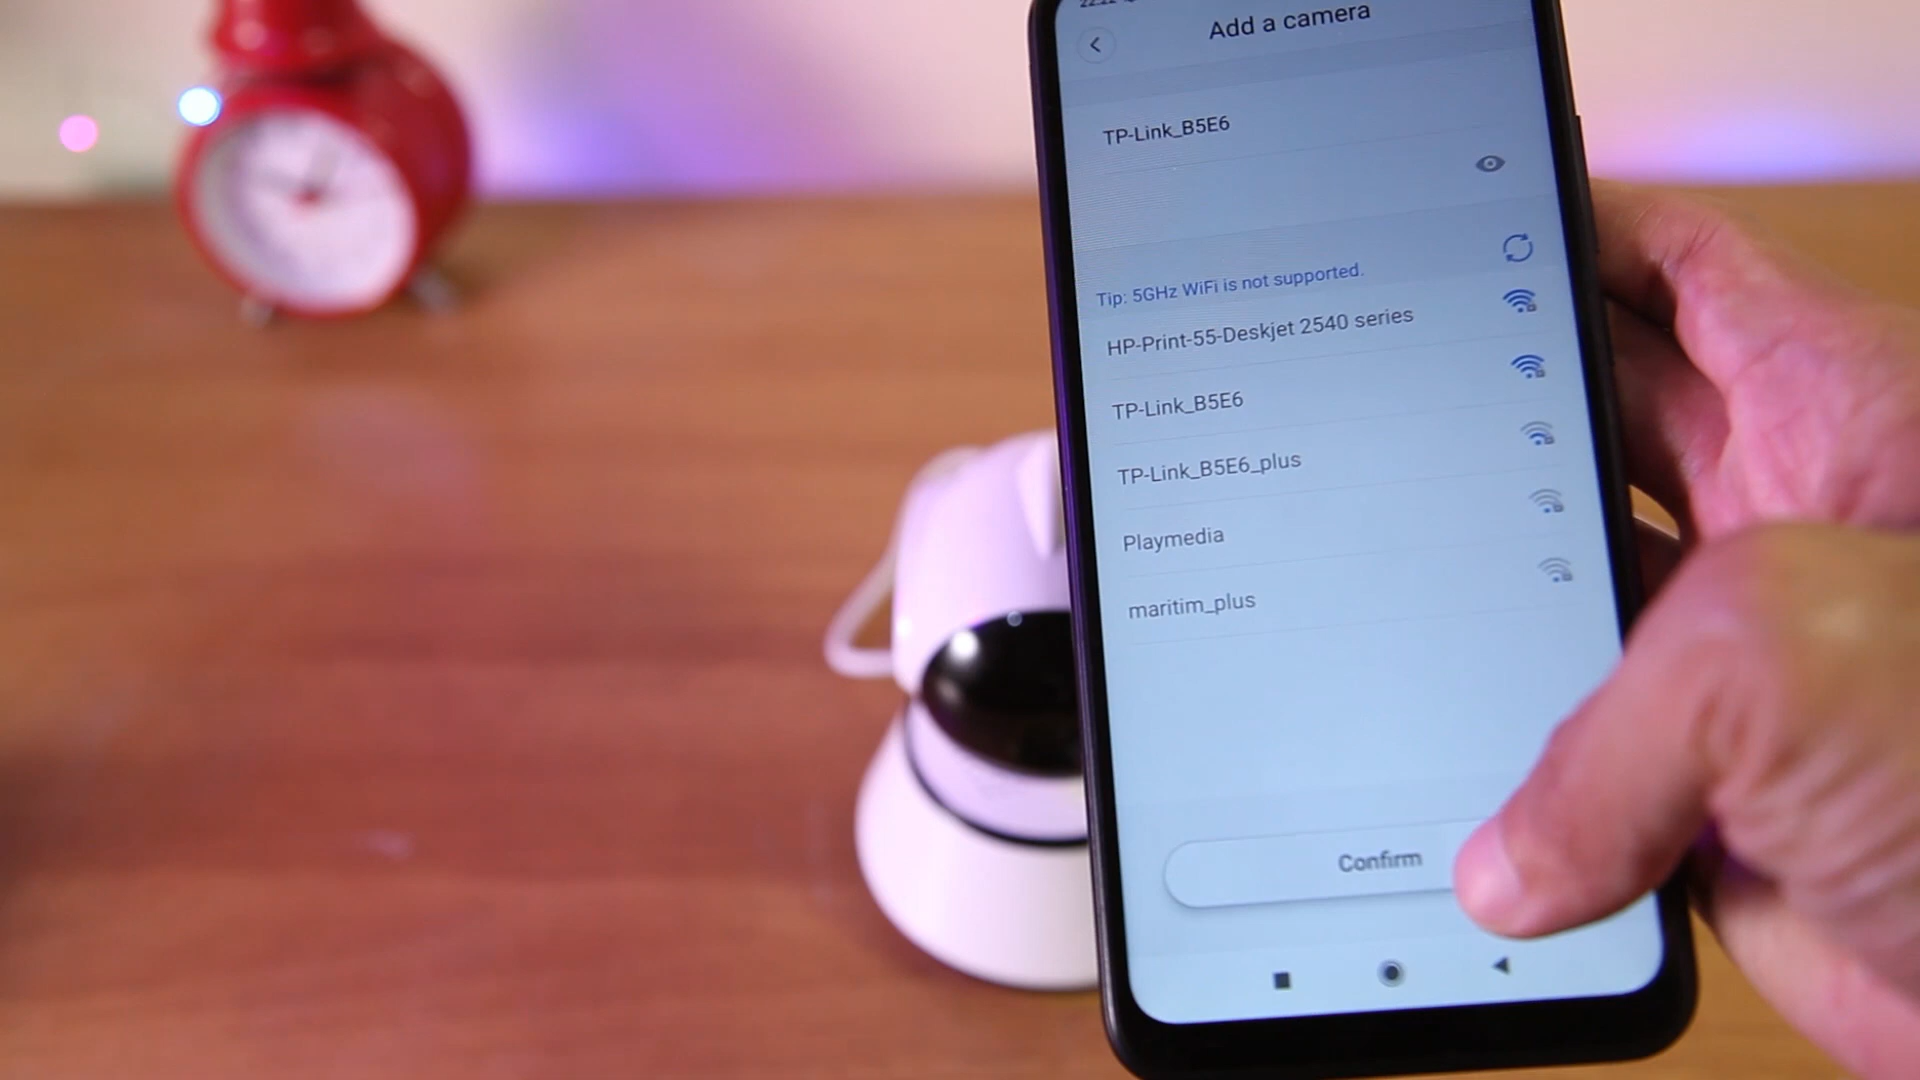 Add a camera
TP-Link_B5E6
Tip: 5GHz WiFi is not supported.
HP-Print-55-Deskjet 2540 series
TP-Link_B5E6
TP-Link_B5E6_plus
Playmedia
maritim_plus
Confirm